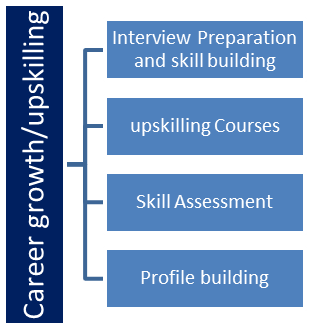 Career growth/upskilling
Interview Preparation
and skill building
upskilling Courses
Skill Assessment
Profile building